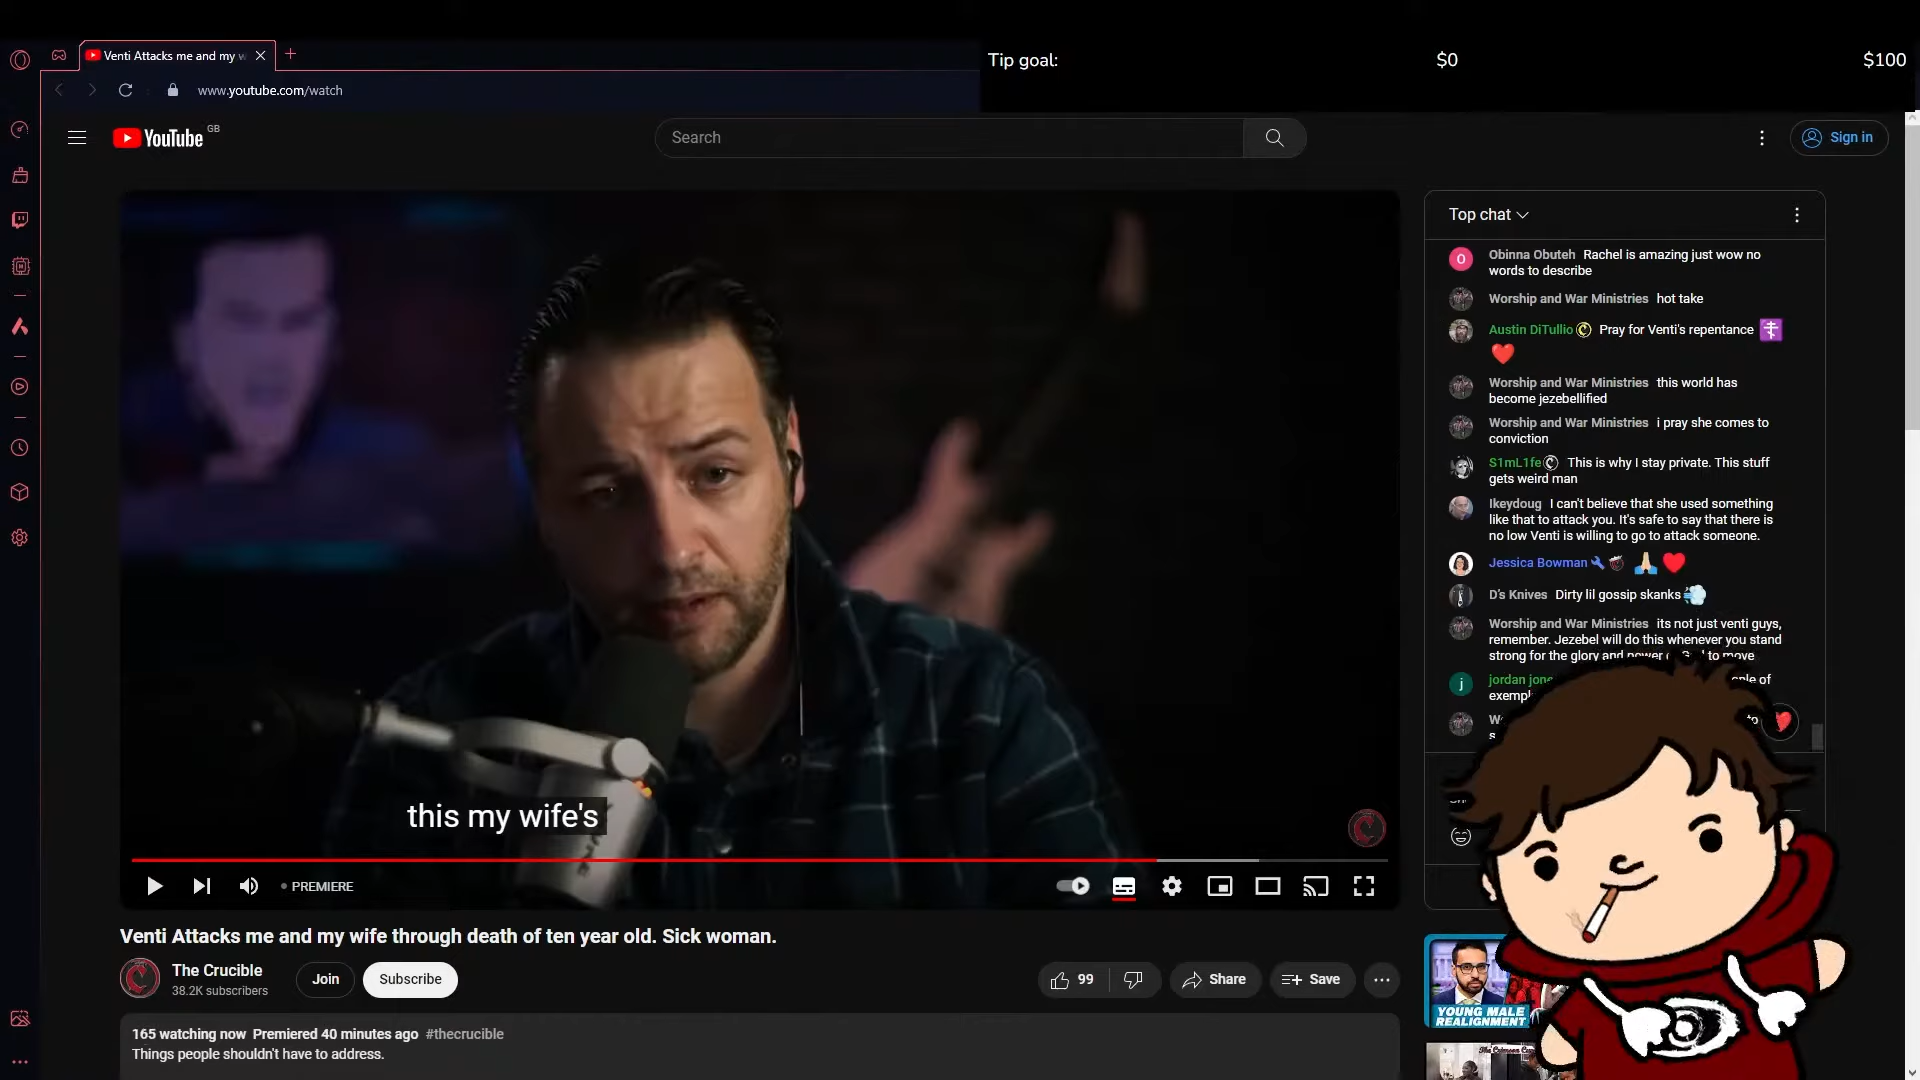 Venti Attacks me and my w
Tip goal:
$0
$100
www.youtube.com/watch
YouTube
GB
Search
Sign in
Top chat
Obinna Obuteh Rachel is amazing just wow no
words to describe
Worship and War Ministries hot take
Austin DiTullio Pray for Venti's repentance
Worship and War Ministries this world has
become jezebellified
Worship and War Ministries i pray she comes to
conviction
S1mL1fe This is why I stay private. This stuff
gets weird man
Ikeydoug I can't believe that she used something
like that to attack you. It's safe to say that there is
no low Venti is willing to go to attack someone.
Jessica Bowman
D's Knives Dirty lil gossip skanks
Worship and War Ministries its not just venti guys,
remember. Jezebel will do this whenever you stand
strong for the glory and power to move
jordan jone
of
to
this my wife's
PREMIERE
Venti Attacks me and my wife through death of ten year old. Sick woman.
The Crucible
38.2K subscribers
Join
Subscribe
99
Share
Save
165 watching now Premiered 40 minutes ago #thecrucible
Things people shouldn't have to address.
YOUNG MALE
REALIGNMENT